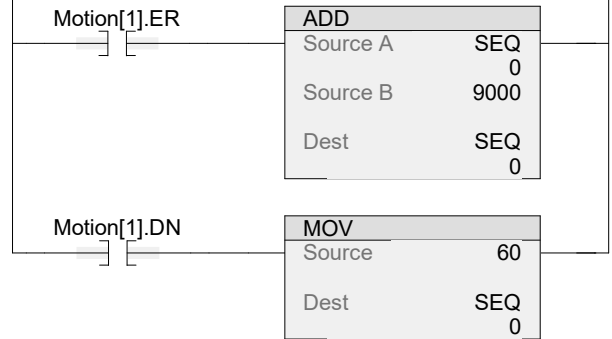 Motion[1].ER
ADD
Source A SEQ
0
Source B 9000
Dest SEQ
0
Motion[1].DN
MOV
Source 60
Dest SEQ
0